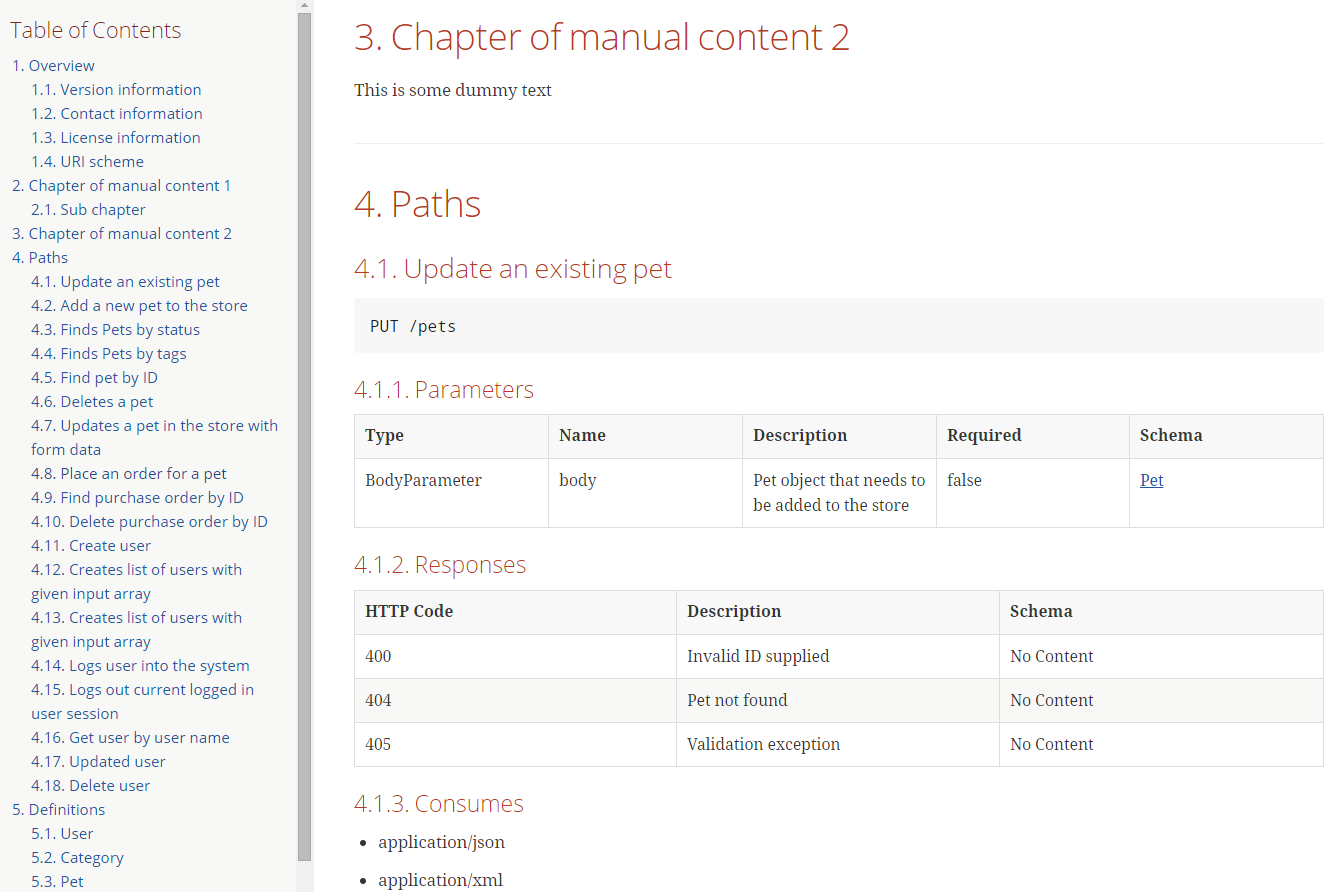 Table of Contents
1. Overview
1.1. Version information
1.2. Contact information
1.3. License information
1.4. URI scheme
2. Chapter of manual content 1
2.1. Sub chapter
3. Chapter of manual content 2
4. Paths
4.1. Update an existing pet
4.2. Add a new pet to the store
4.3. Finds Pets by status
4.4. Finds Pets by tags
4.5. Find pet by ID
4.6. Deletes a pet
4.7. Updates a pet in the store with
form data
4.8. Place an order for a pet
4.9. Find purchase order by ID
4.10. Delete purchase order by ID
4.11. Create user
4.12. Creates list of users with
given input array
4.13. Creates list of users with
given input array
4.14. Logs user into the system
4.15. Logs out current logged in
user session
4.16. Get user by user name
4.17. Updated user
4.18. Delete user
5. Definitions
5.1. User
5.2. Category
5.3. Pet
3. Chapter of manual content 2
This is some dummy text
4. Paths
4.1. Update an existing pet
PUT /pets
4.1.1. Parameters
Type Name Description Required Schema
BodyParameter body Pet object that needs to false Pet
be added to the store
4.1.2. Responses
HTTP Code Description Schema
400 Invalid ID supplied No Content
404 Pet not found No Content
405 Validation exception No Content
4.1.3. Consumes
• application/json
• application/xml